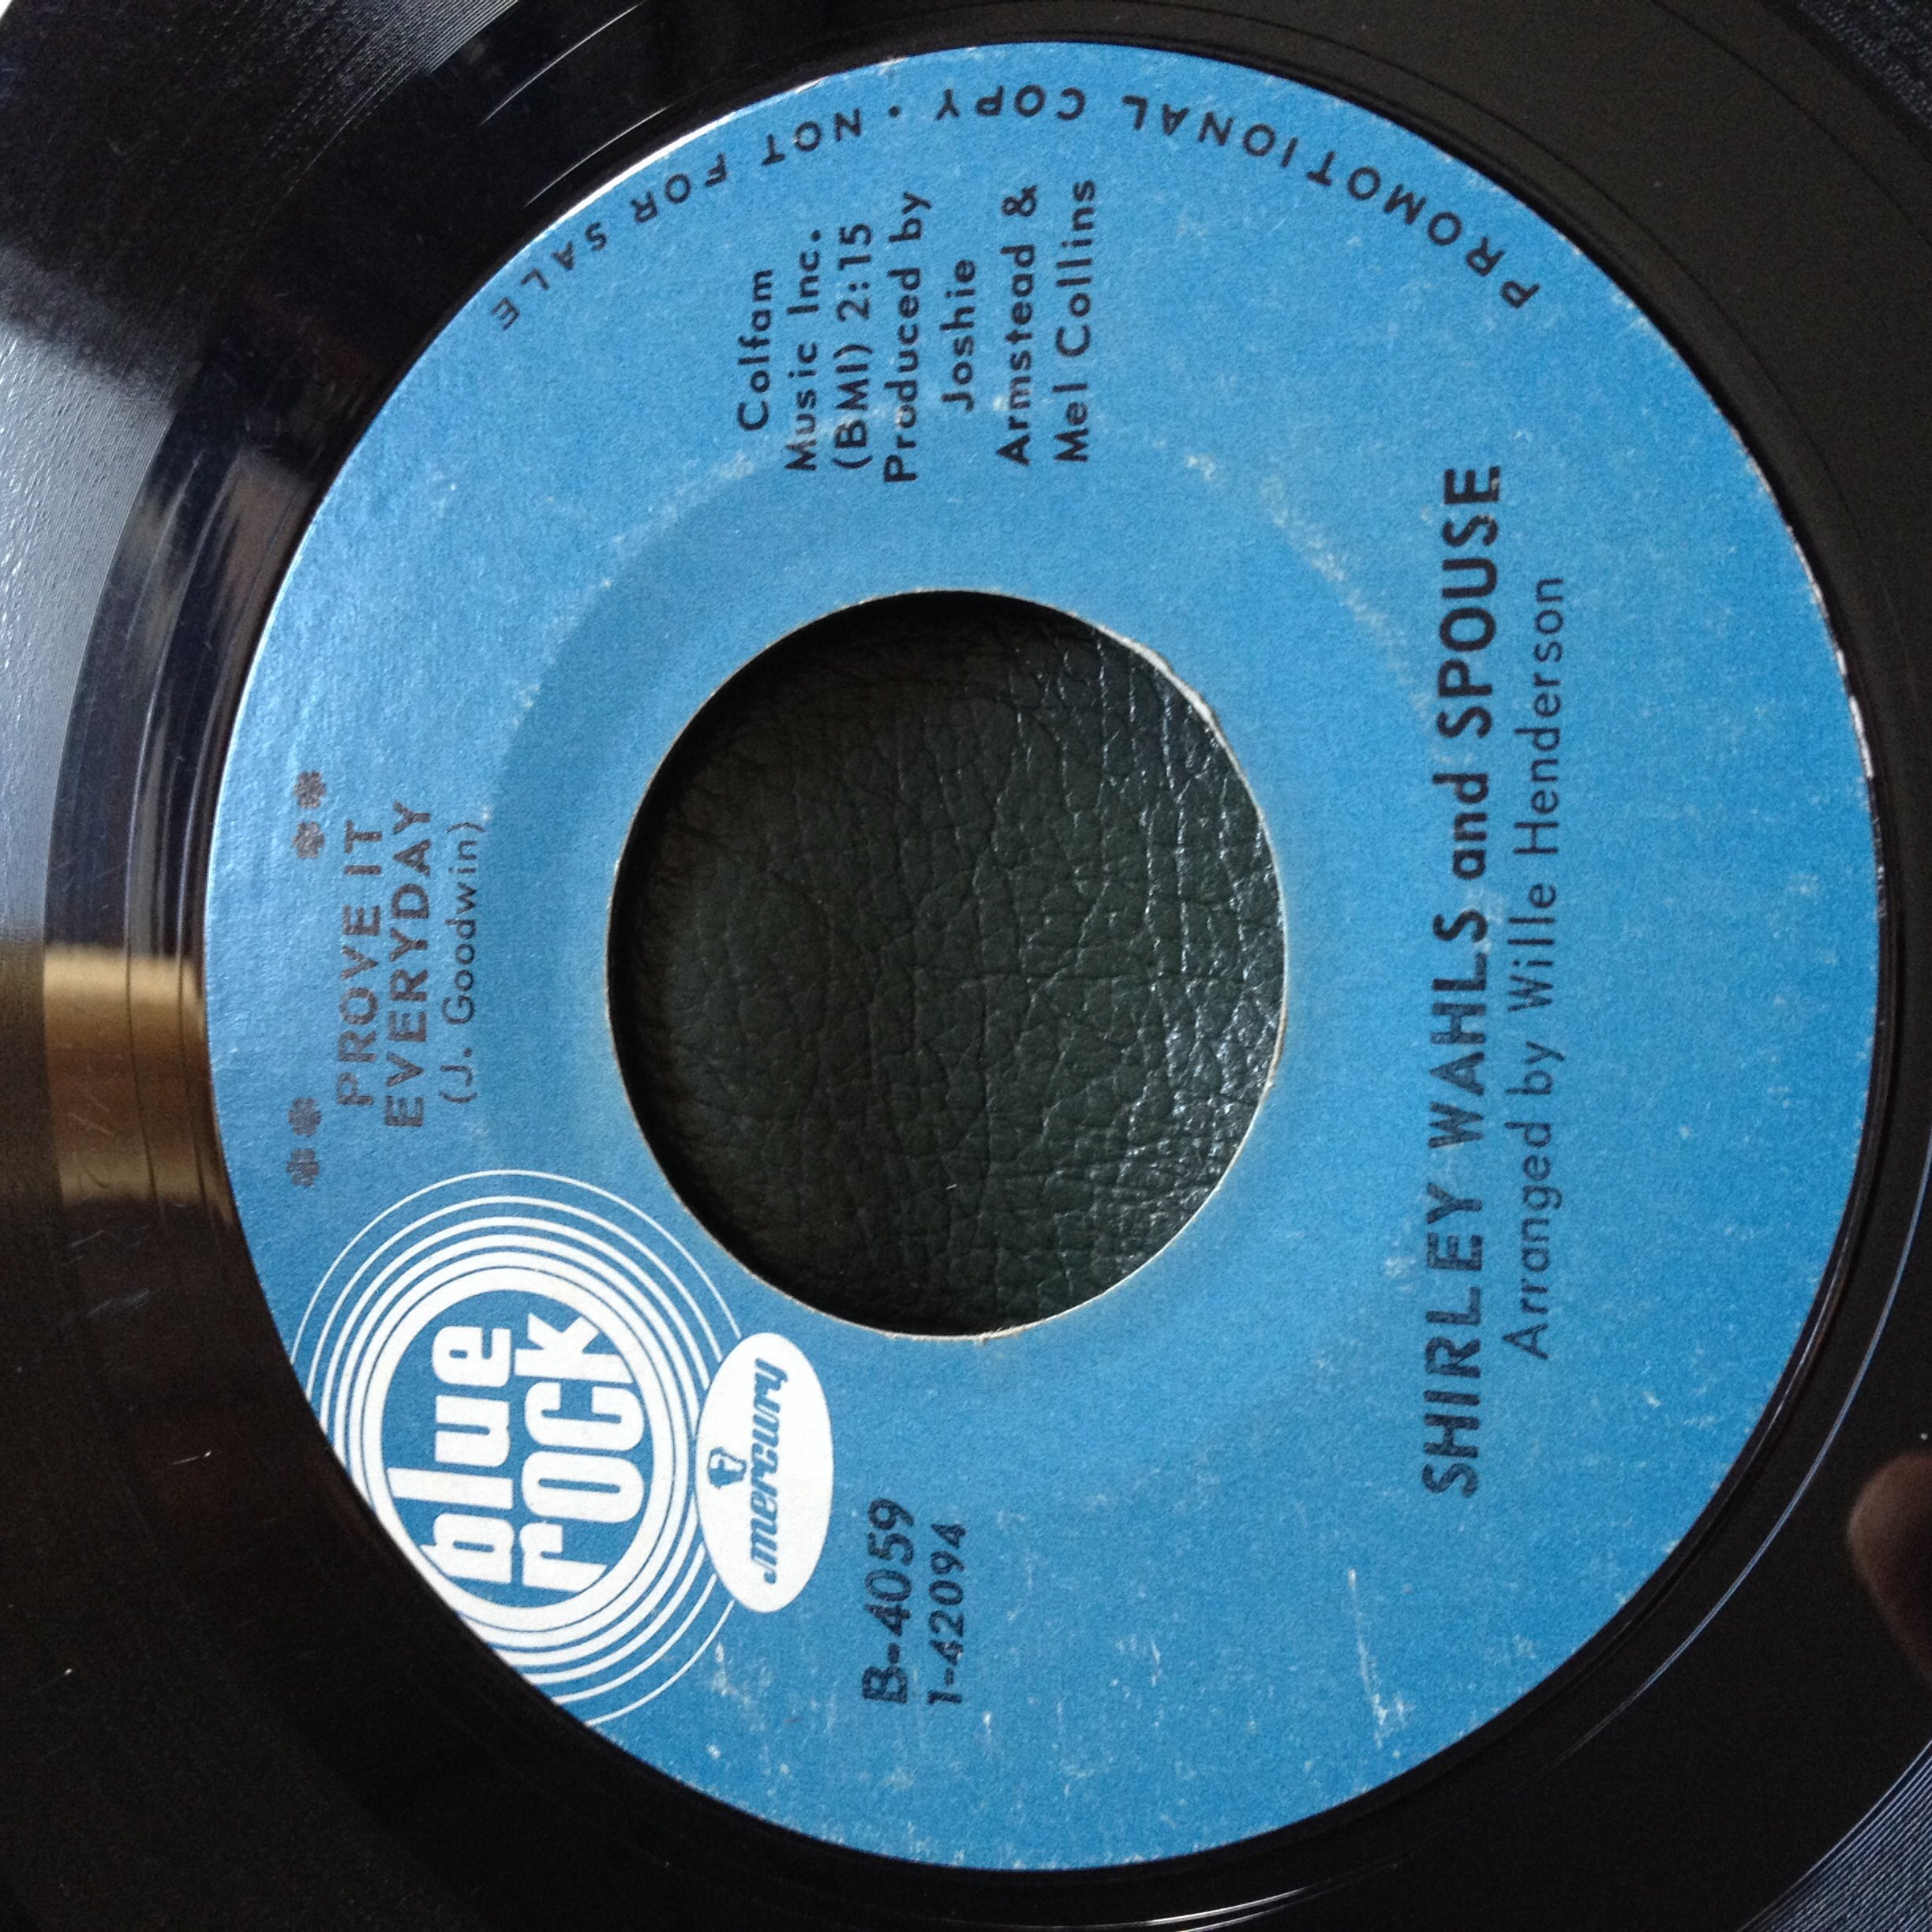 ** **
PROVE IT
EVERYDAY
(J. Goodwin)
blue
rock
mercury
B-4059
1-42094
Colfam
Music Inc.
(BMI) 2:15
Produced by
Joshie
Armstead &
Mel Collins
SHIRLEY WAHLS and SPOUSE
Arranged by Wille Henderson
PROMOTIONAL COPY • NOT FOR SALE